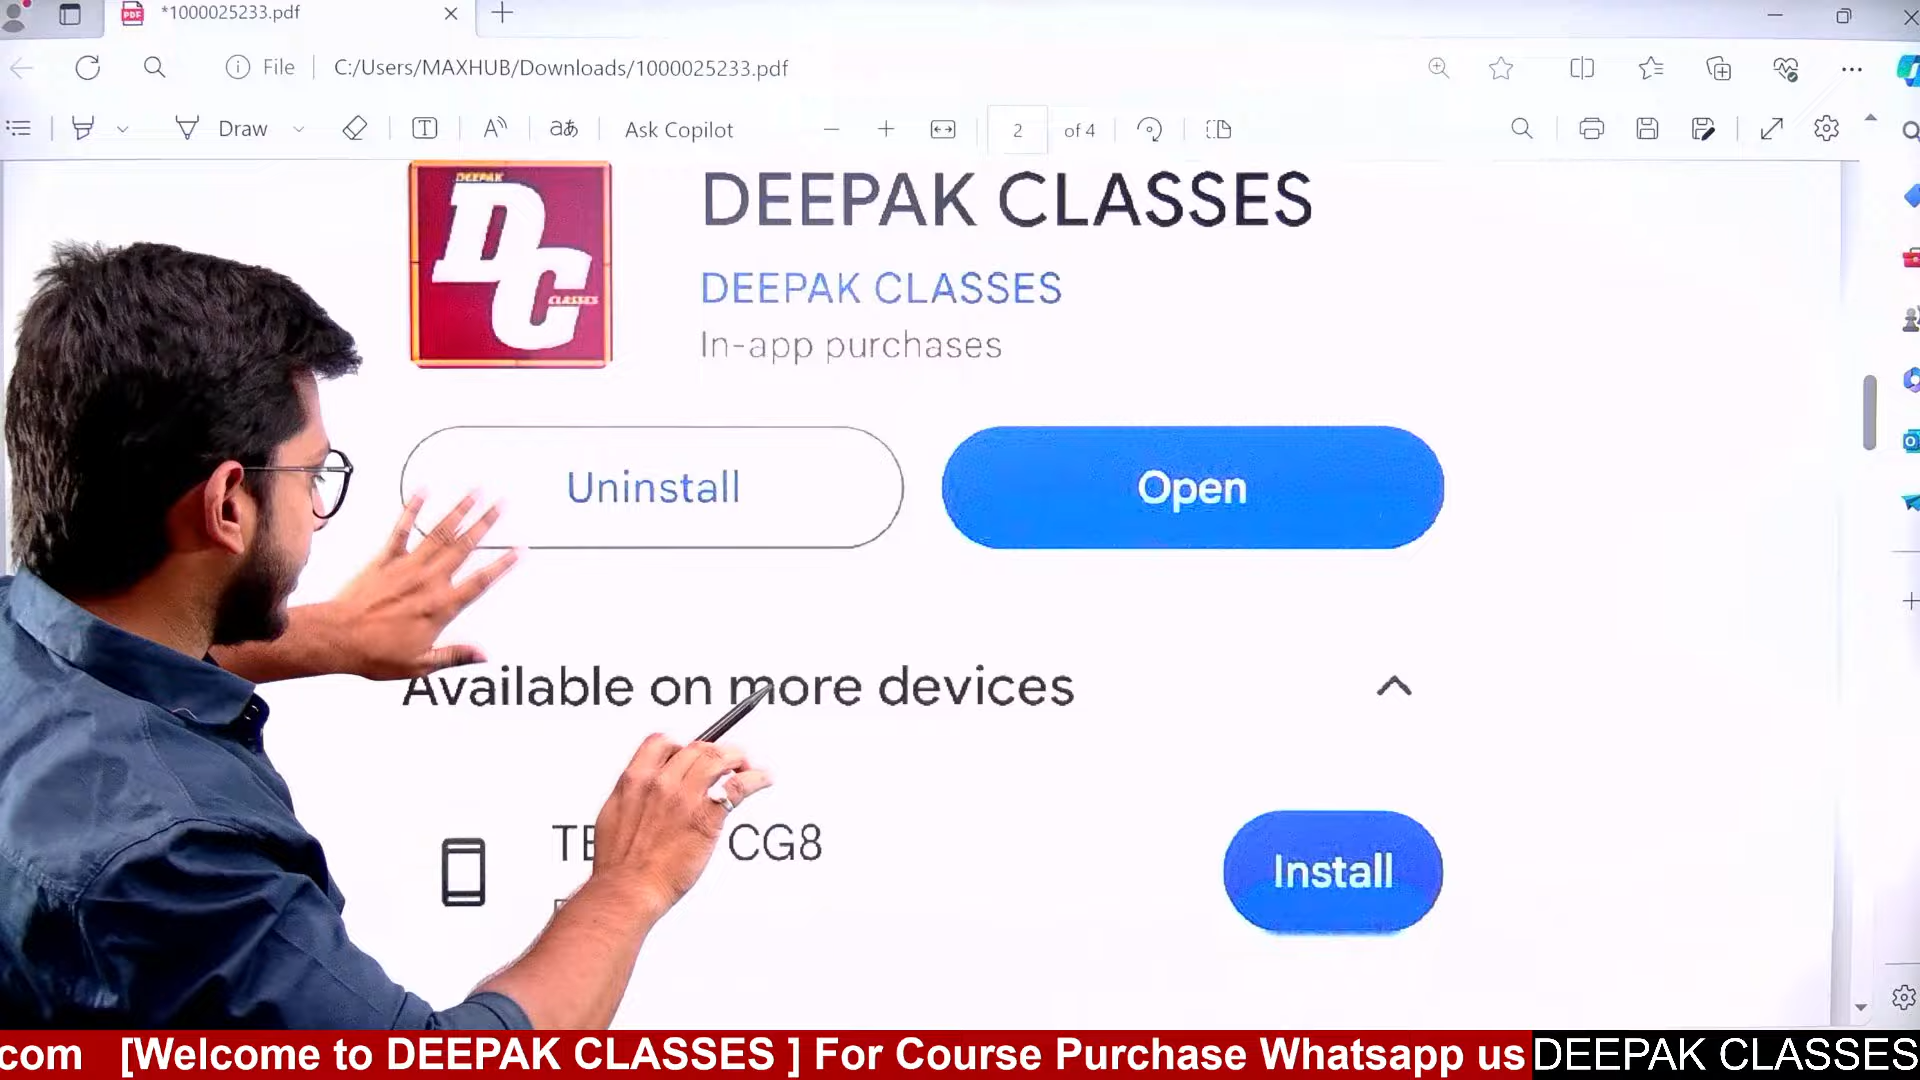 *1000025233.pdf
File C:/Users/MAXHUB/Downloads/1000025233.pdf
Draw
aあ Ask Copilot 2 of 4
DEEPAK
D
C
CLASSES
DEEPAK CLASSES
DEEPAK CLASSES
In-app purchases
Uninstall Open
Available on more devices
CG8
Install
com [Welcome to DEEPAK CLASSES ] For Course Purchase Whatsapp us DEEPAK CLASSES